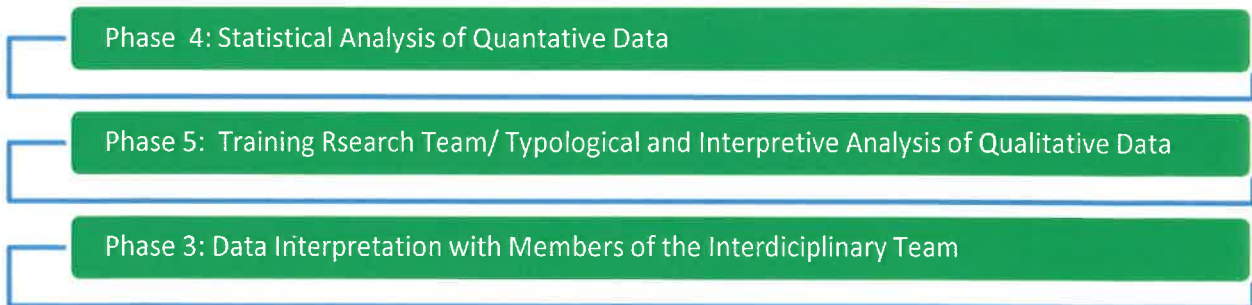 Phase 4: Statistical Analysis of Quantative Data
Phase 5: Training Rsearch Team/ Typological and Interpretive Analysis of Qualitative Data
Phase 3: Data Interpretation with Members of the Interdiciplinary Team